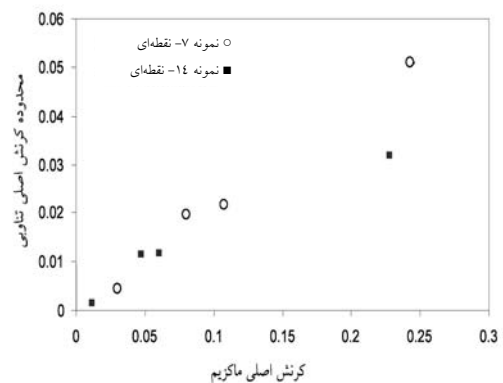 ○ نمونه ۷- نقطه‌ای
■ نمونه ۱٤- نقطه‌ای
محدوده کرنش اصلی تناوبی
0.06
0.05
0.04
0.03
0.02
0.01
0
0 0.05 0.1 0.15 0.2 0.25 0.3
کرنش اصلی ماکزیم